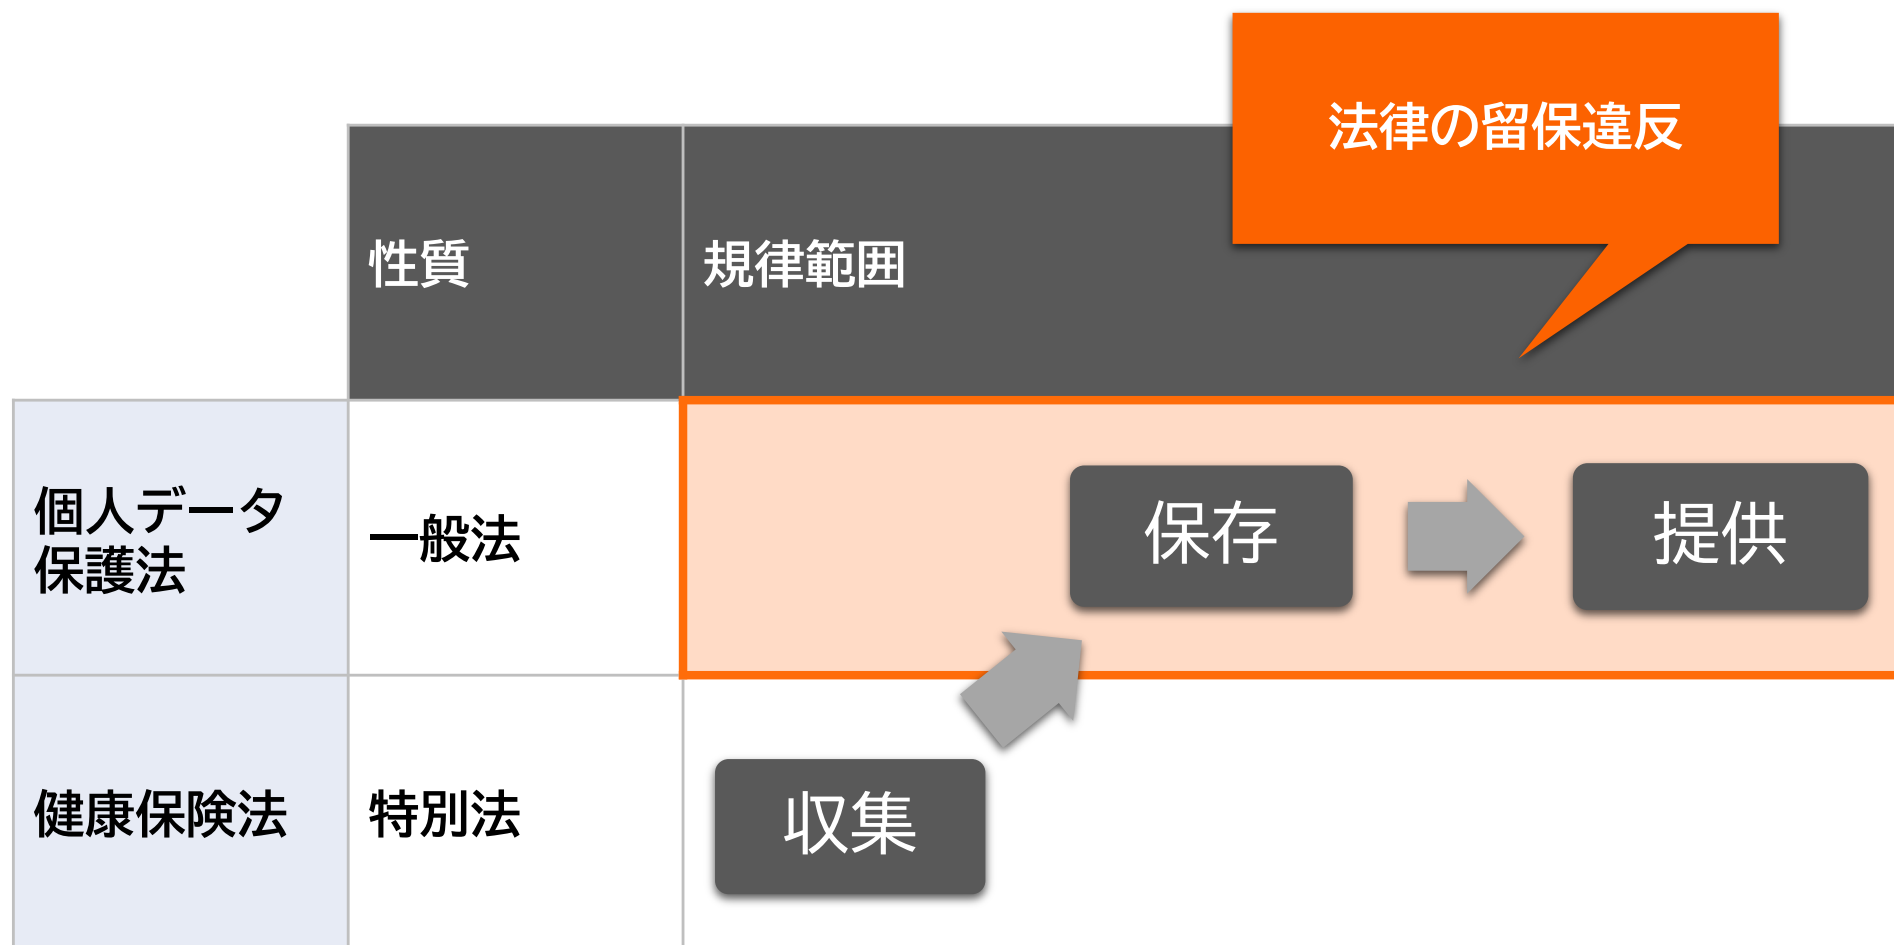 法律の留保違反
性質
規律範囲
個人データ
保護法
一般法
保存
提供
健康保険法
特別法
収集